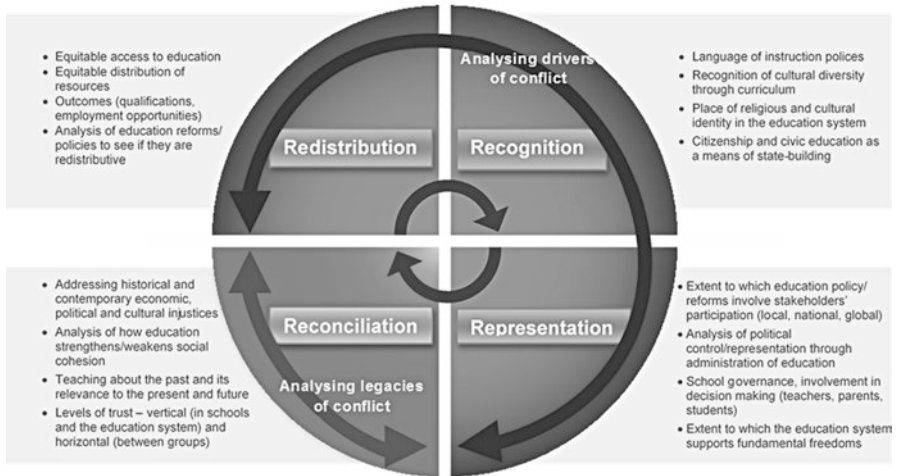 • Equitable access to education
• Equitable distribution of
resources
• Outcomes (qualifications,
employment opportunities)
• Analysis of education reforms/
policies to see if they are
redistributive
Analysing drivers
of conflict
• Language of instruction polices
• Recognition of cultural diversity
through curriculum
• Place of religious and cultural
identity in the education system
• Citizenship and civic education as
a means of state-building
Redistribution
Recognition
• Addressing historical and
contemporary economic,
political and cultural injustices
• Analysis of how education
strengthens/weakens social
cohesion
• Teaching about the past and its
relevance to the present and future
• Levels of trust – vertical (in schools
and the education system) and
horizontal (between groups)
Reconciliation
Representation
Analysing legacies
of conflict
• Extent to which education policy/
reforms involve stakeholders'
participation (local, national, global)
• Analysis of political
control/representation through
administration of education
• School governance, involvement in
decision making (teachers, parents,
students)
• Extent to which the education system
supports fundamental freedoms